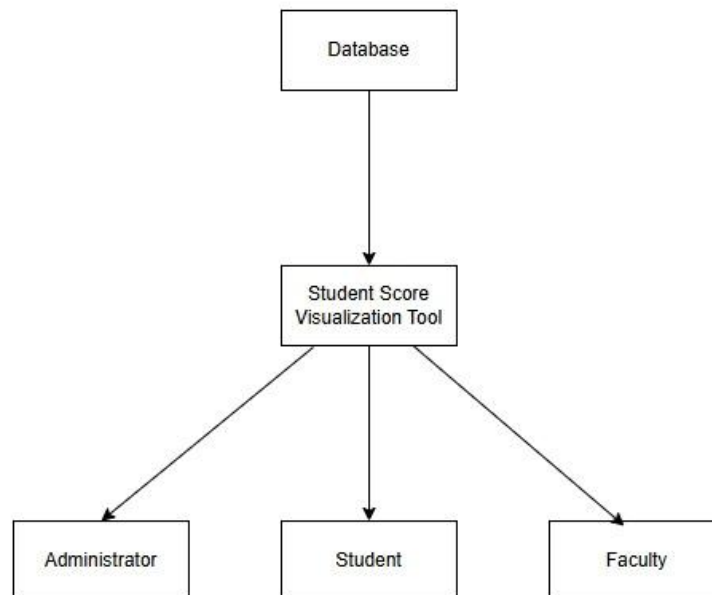 Database
Student Score
Visualization Tool
Administrator
Student
Faculty